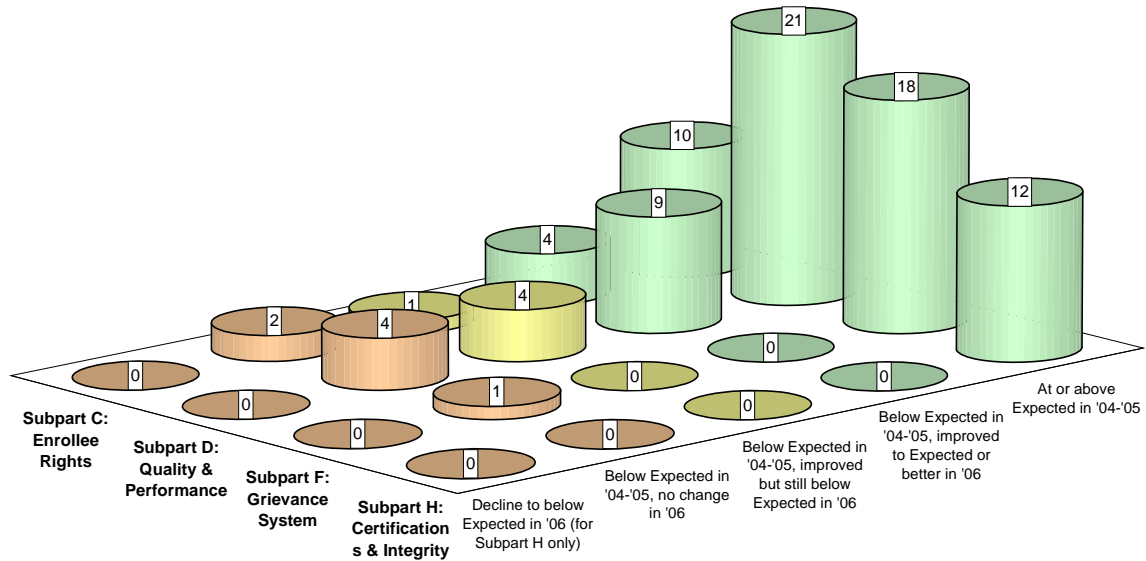 21
18
10
12
9
4
4
1
2
4
0
0
0
0
1
0
0
0
0
0
Subpart C:
Enrollee
Rights
Subpart D:
Quality &
Performance
Subpart F:
Grievance
System
Subpart H:
Certification
s & Integrity
Decline to below
Expected in '06 (for
Subpart H only)
Below Expected in
'04-'05, no change
in '06
Below Expected in
'04-'05, improved
but still below
Expected in '06
Below Expected in
'04-'05, improved
to Expected or
better in '06
At or above
Expected in '04-'05